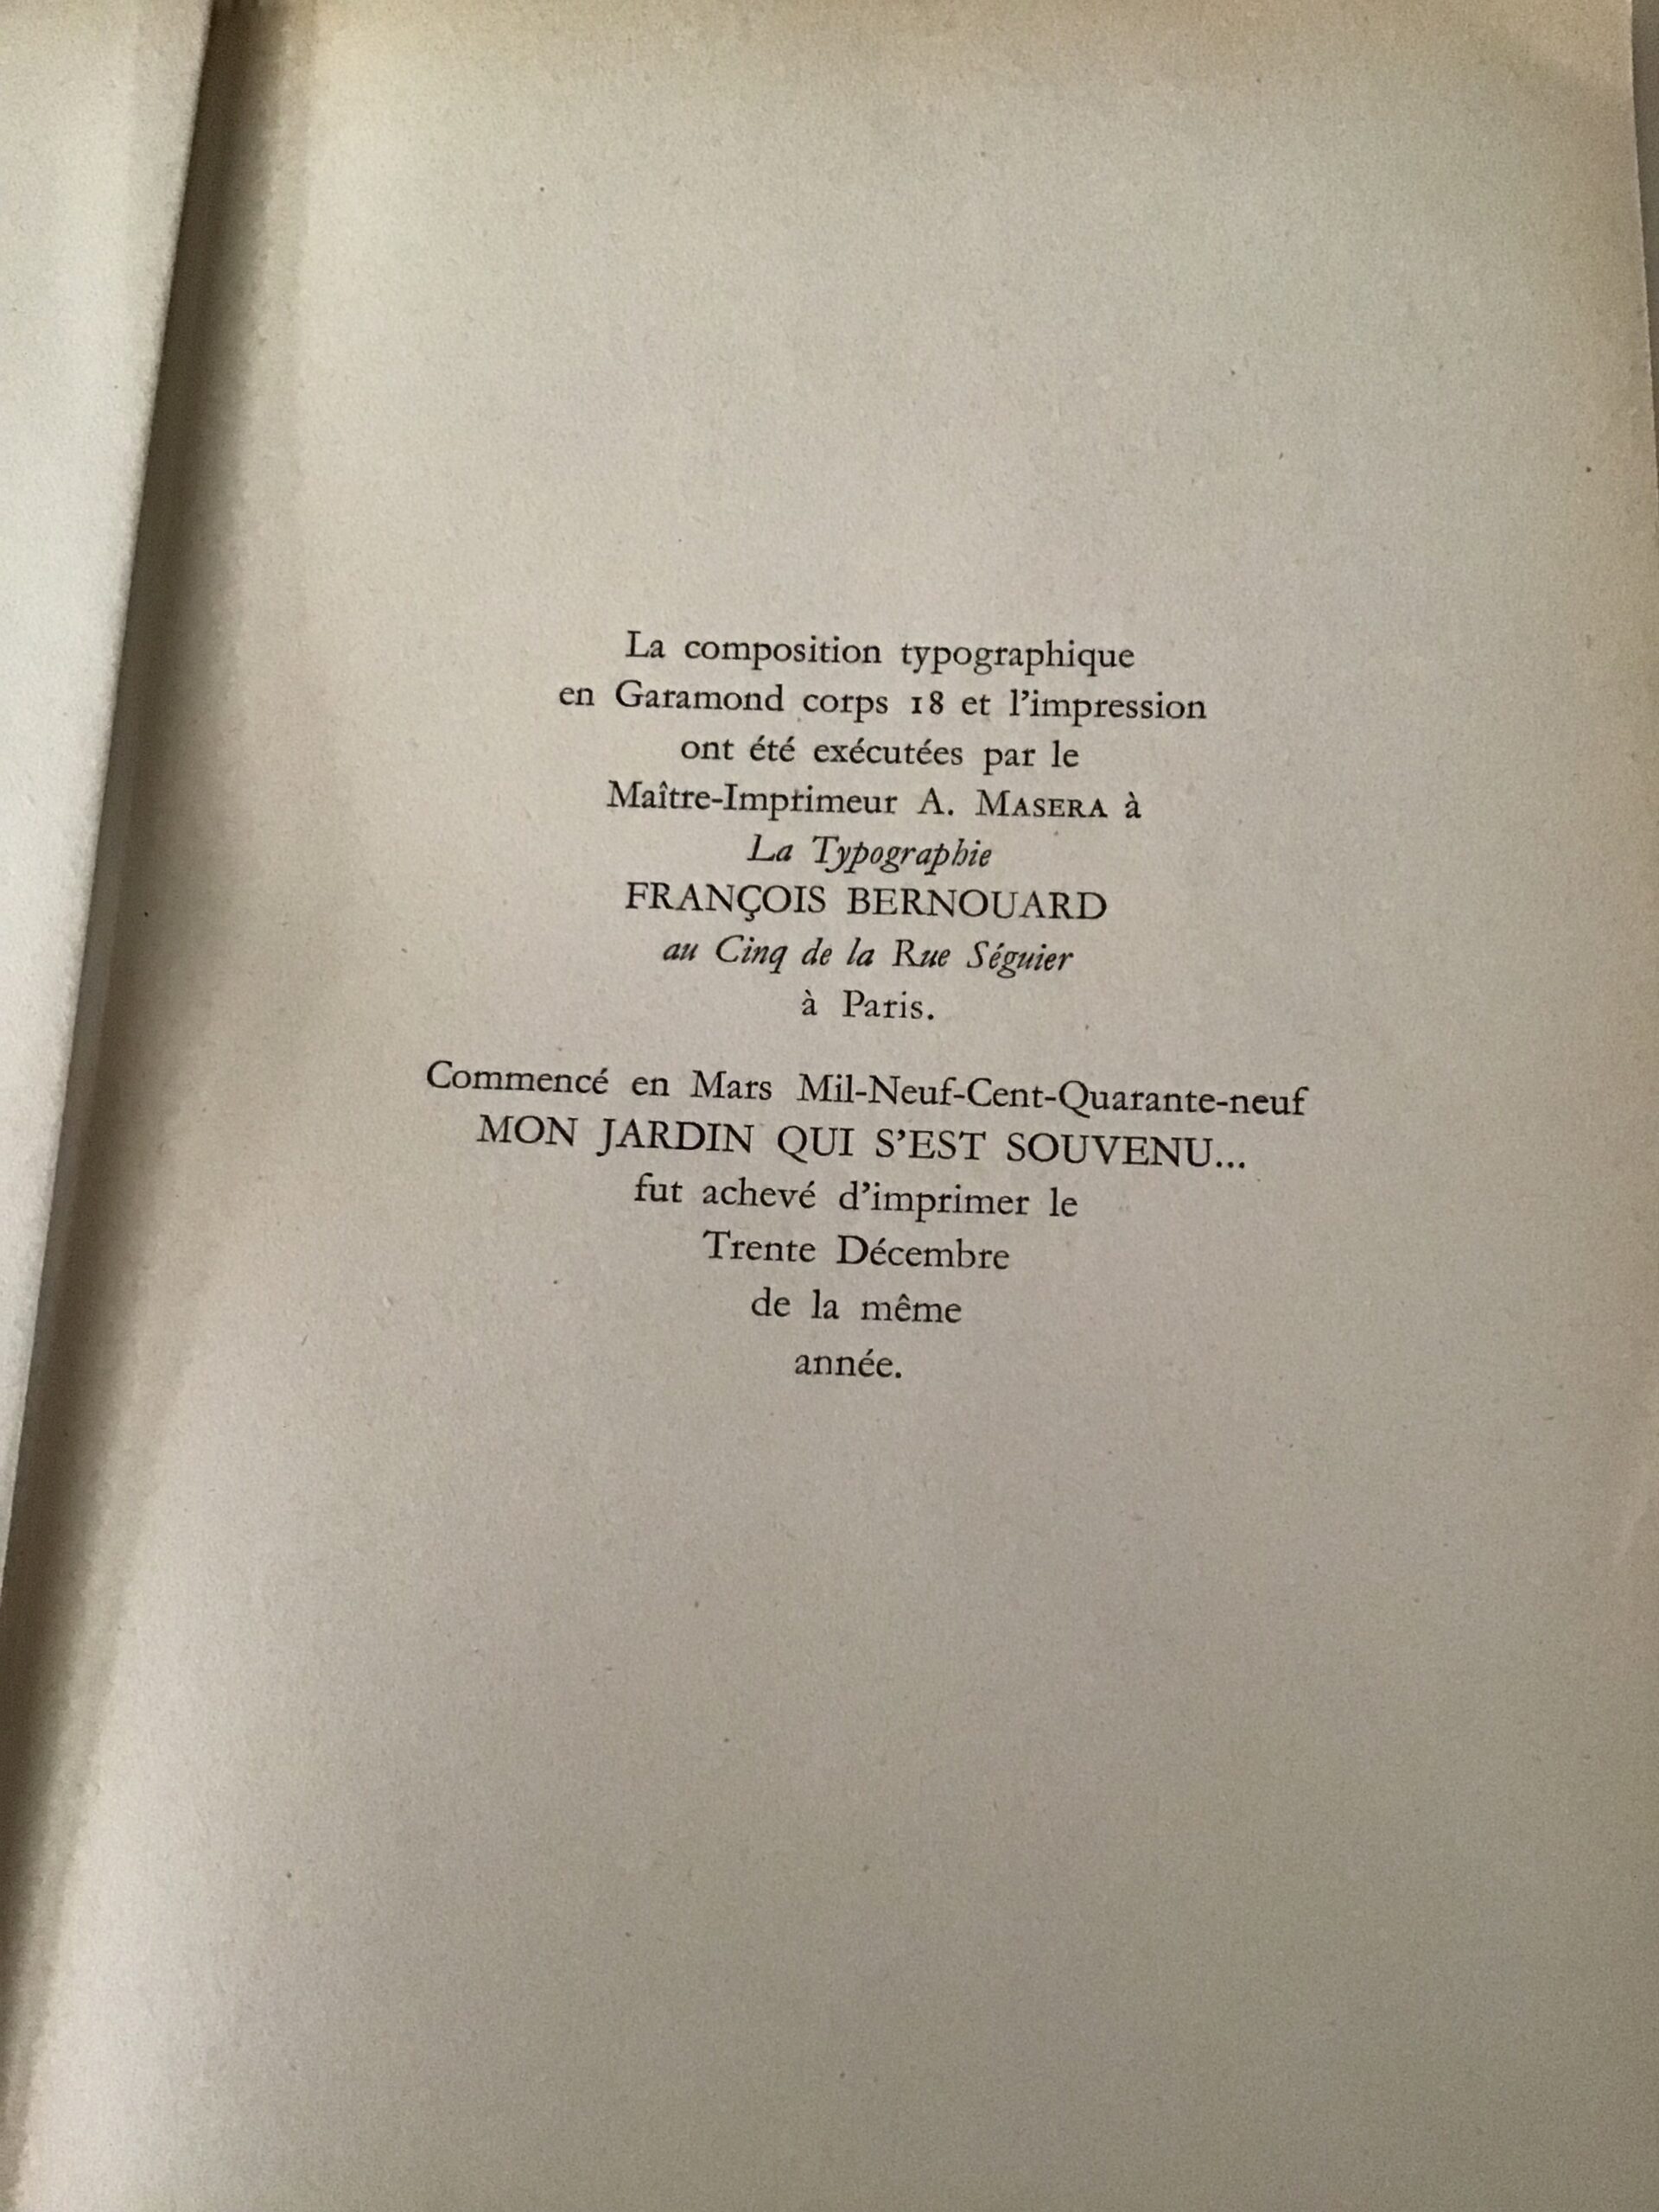 La composition typographique
en Garamond corps 18 et l'impression
ont été exécutées par le
Maître-Imprimeur A. MASERA à
La Typographie
FRANÇOIS BERNOUARD
au Cinq de la Rue Séguier
à Paris.
Commencé en Mars Mil-Neuf-Cent-Quarante-neuf
MON JARDIN QUI S'EST SOUVENU...
fut achevé d'imprimer le
Trente Décembre
de la même
année.